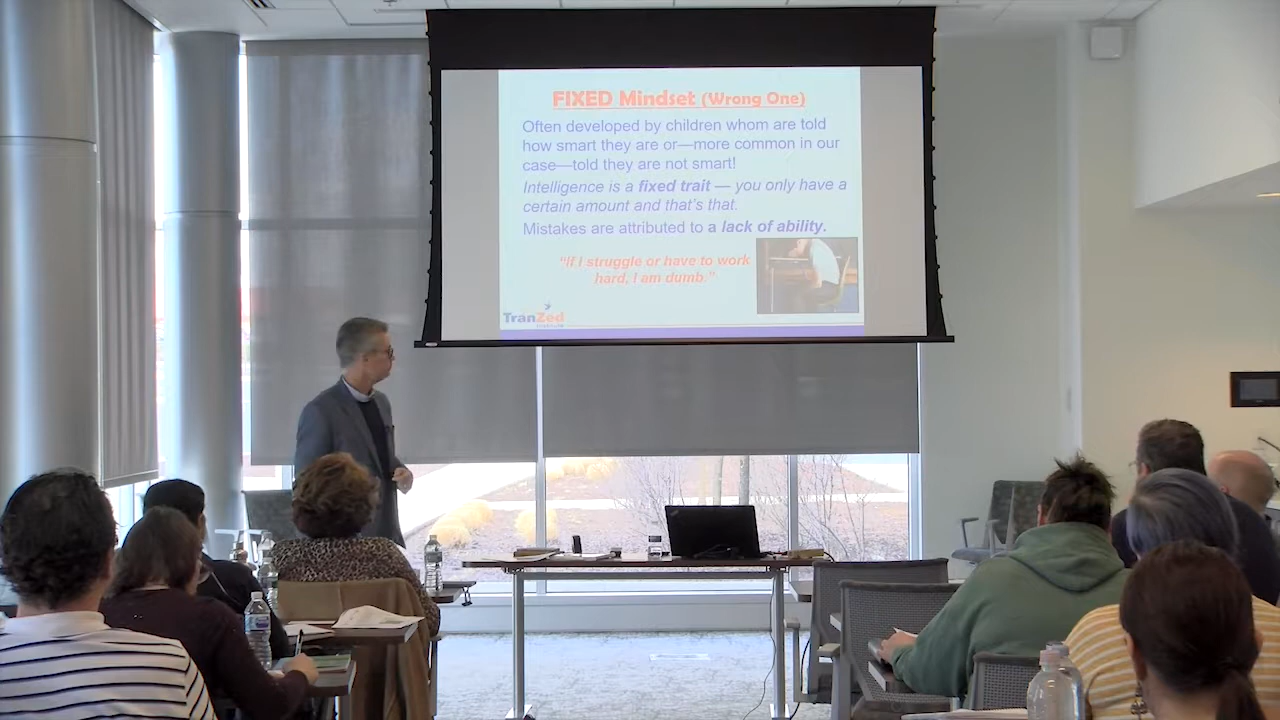 FIXED Mindset (Wrong One)
Often developed by children whom are told
how smart they are or—more common in our
case—told they are not smart!
Intelligence is a fixed trait — you only have a
certain amount and that's that.
Mistakes are attributed to a lack of ability.
"If I struggle or have to work
hard, I am dumb."
TranZed